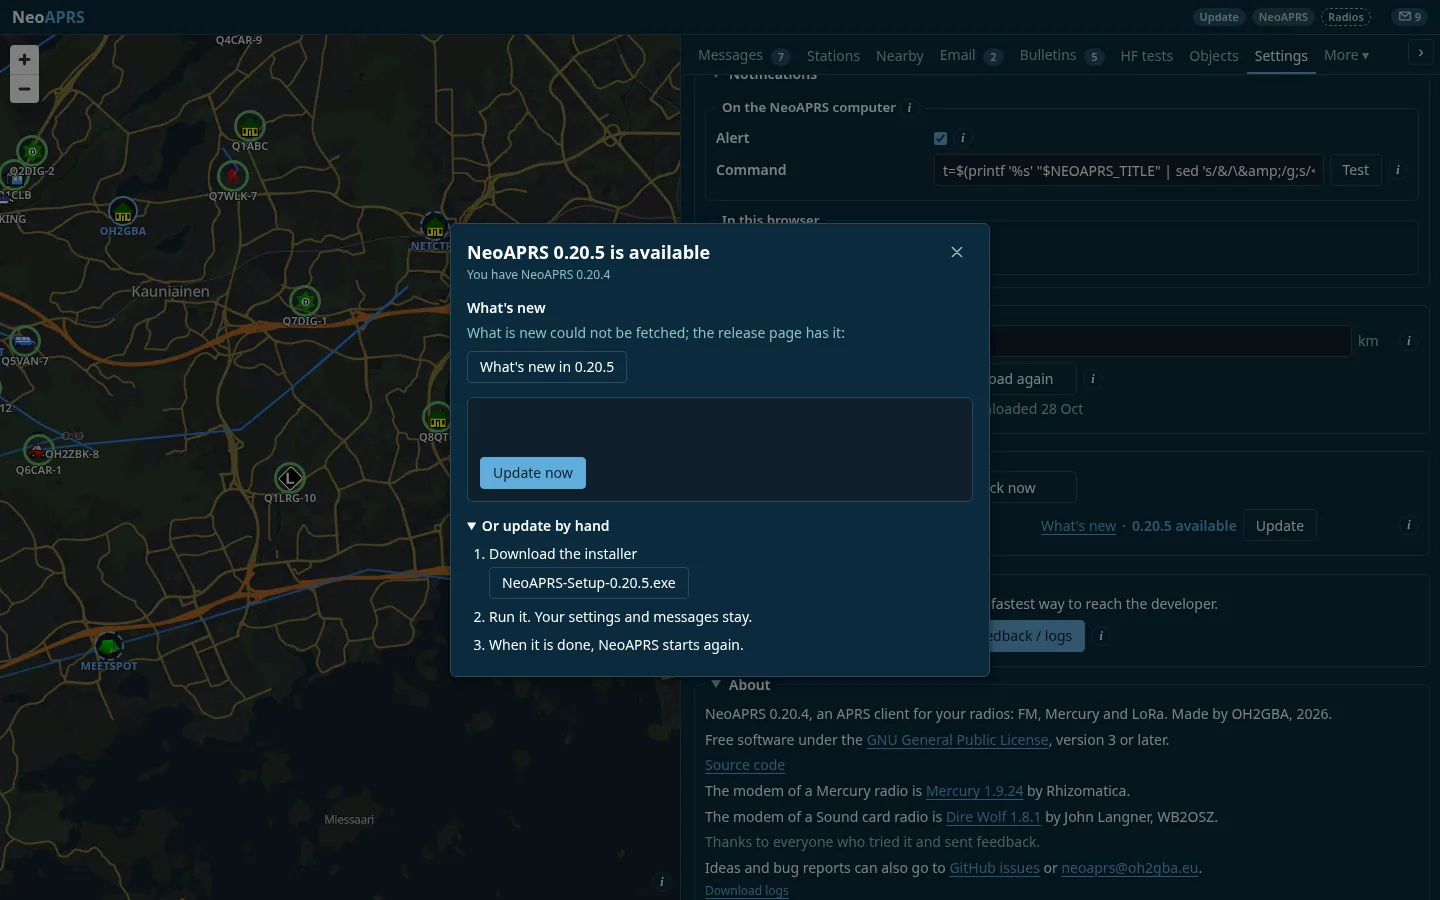 NeoAPRS
Update
NeoAPRS
Radios
9
Messages 7
Stations
Nearby
Email 2
Bulletins 5
HF tests
Objects
Settings
More ▾
Notifications
On the NeoAPRS computer i
Alert i
Command
t=$(printf '%s' "$NEOAPRS_TITLE" | sed 's/&/\&amp;/g;s/<
Test
i
In this browser
NeoAPRS 0.20.5 is available
You have NeoAPRS 0.20.4
What's new
What is new could not be fetched; the release page has it:
What's new in 0.20.5
Update now
Or update by hand
1. Download the installer
NeoAPRS-Setup-0.20.5.exe
2. Run it. Your settings and messages stay.
3. When it is done, NeoAPRS starts again.
km i
again i
28 Oct
now
What's new · 0.20.5 available
Update
i
fastest way to reach the developer.
/ logs i
About
NeoAPRS 0.20.4, an APRS client for your radios: FM, Mercury and LoRa. Made by OH2GBA, 2026.
Free software under the GNU General Public License, version 3 or later.
Source code
The modem of a Mercury radio is Mercury 1.9.24 by Rhizomatica.
The modem of a Sound card radio is Dire Wolf 1.8.1 by John Langner, WB2OSZ.
Thanks to everyone who tried it and sent feedback.
Ideas and bug reports can also go to GitHub issues or neoaprs@oh2gba.eu.
Download logs
+
−
Q4CAR-9
Q1ABC
D
Q2DIG-2
Q7WLK-7
OH2GBA
Kauniainen
D
Q7DIG-1
Q5VAN-7
12
OH2ZBK-8
Q6CAR-1
L
Q1LRG-10
MEETSPOT
Miessaari
i